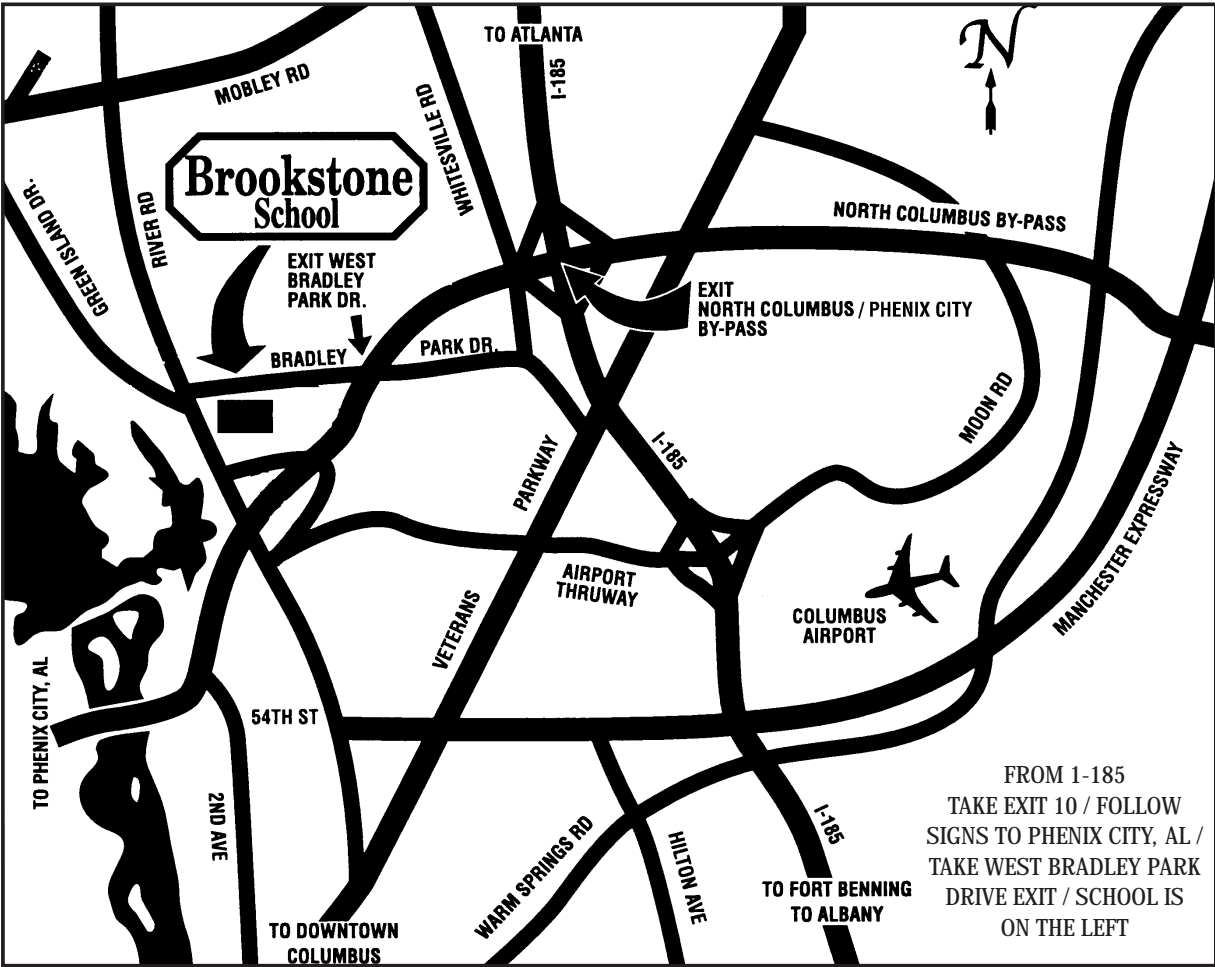 TO ATLANTA
N
I-185
MOBLEY RD
WHITESVILLE RD
Brookstone
School
GREEN ISLAND DR.
RIVER RD
NORTH COLUMBUS BY-PASS
EXIT WEST
BRADLEY
PARK DR.
EXIT
NORTH COLUMBUS / PHENIX CITY
BY-PASS
BRADLEY
PARK DR.
MOON RD
I-185
PARKWAY
MANCHESTER EXPRESSWAY
AIRPORT
THRUWAY
COLUMBUS
AIRPORT
VETERANS
TO PHENIX CITY, AL
54TH ST
2ND AVE
WARM SPRINGS RD
HILTON AVE
I-185
FROM 1-185
TAKE EXIT 10 / FOLLOW
SIGNS TO PHENIX CITY, AL /
TAKE WEST BRADLEY PARK
DRIVE EXIT / SCHOOL IS
ON THE LEFT
TO FORT BENNING
TO ALBANY
TO DOWNTOWN
COLUMBUS